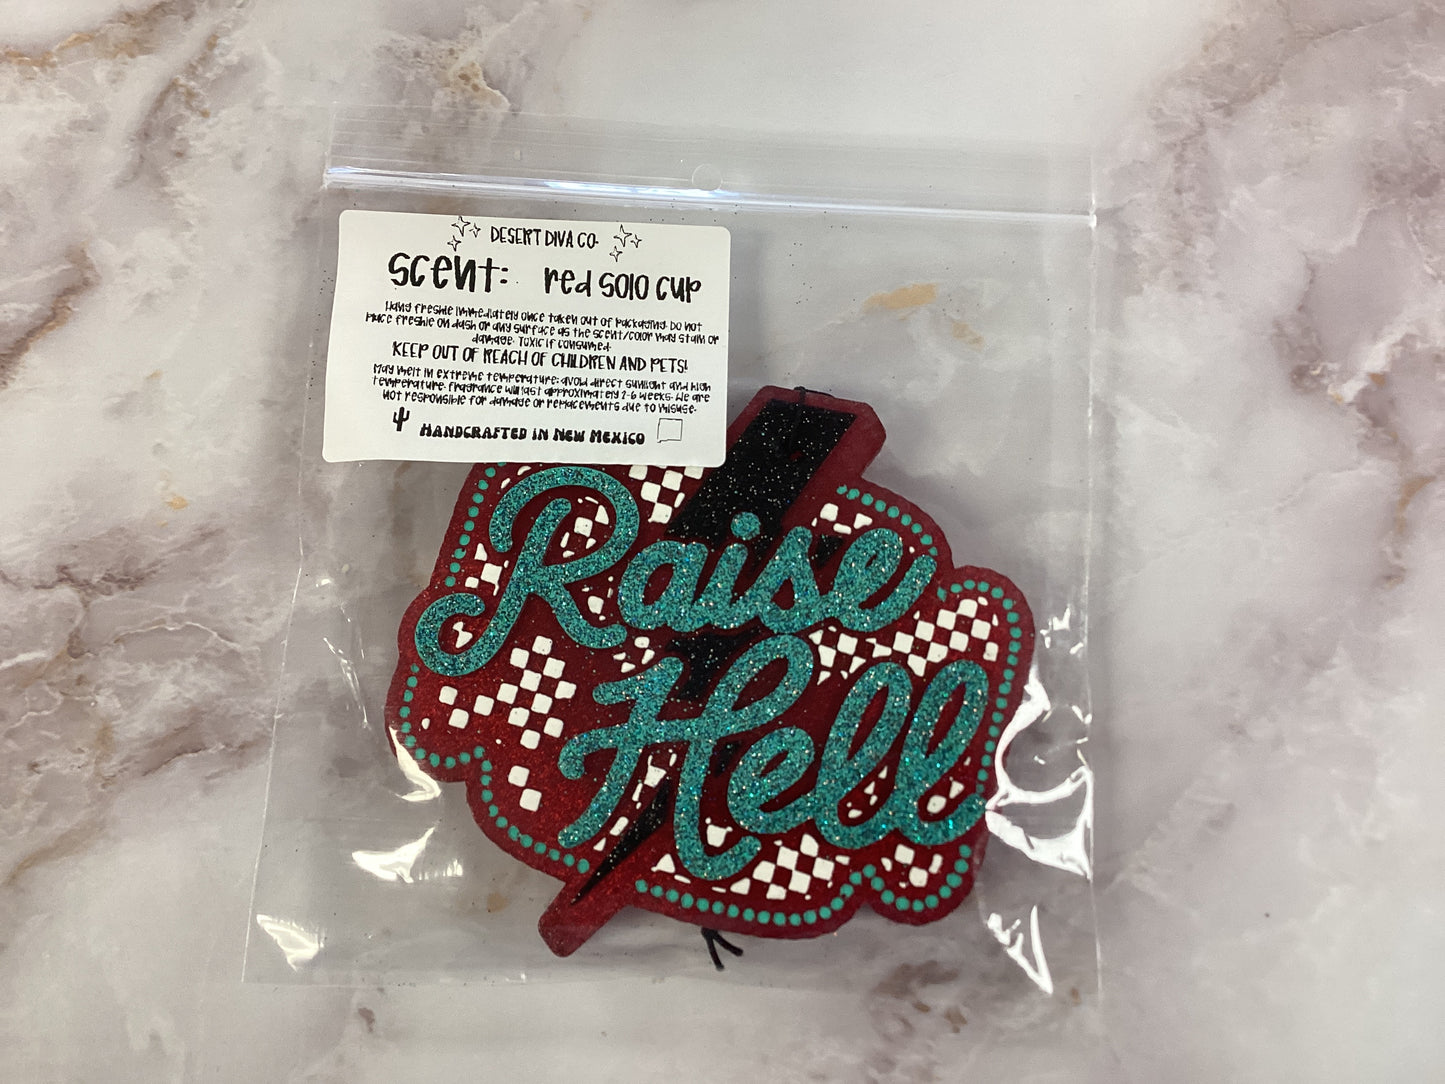 DESERT DIVA CO.
scent: red solo cup
Hang freshie immediately once taken out of packaging. Do not
place freshie on dash or any surface as the scent/color may stain or
damage. Toxic if consumed.
KEEP OUT OF REACH OF CHILDREN AND PETS!
May melt in extreme temperature; avoid direct sunlight and high
temperature. Fragrance will last approximately 2-6 weeks. We are
not responsible for damage or replacements due to misuse.
HANDCRAFTED IN NEW MEXICO
Raise
Hell